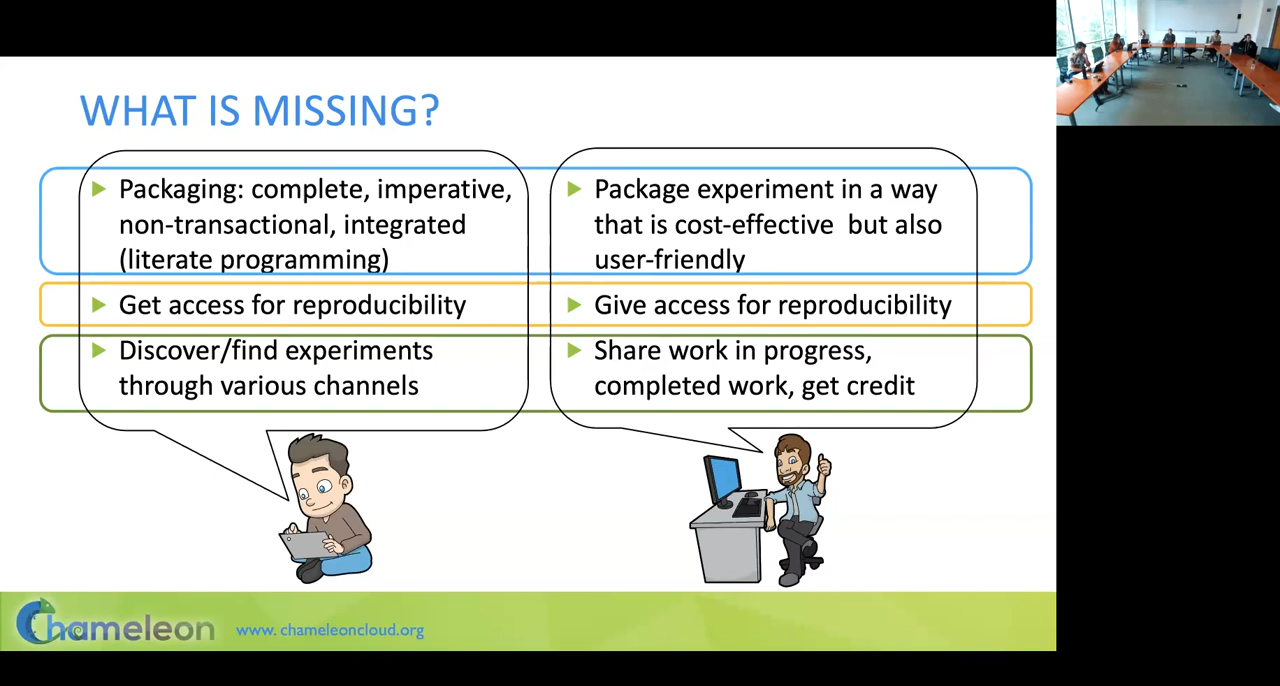 WHAT IS MISSING?
Packaging: complete, imperative,
non-transactional, integrated
(literate programming)
Get access for reproducibility
Discover/find experiments
through various channels
Package experiment in a way
that is cost-effective but also
user-friendly
Give access for reproducibility
Share work in progress,
completed work, get credit
Chameleon
www. chameleoncloud.org